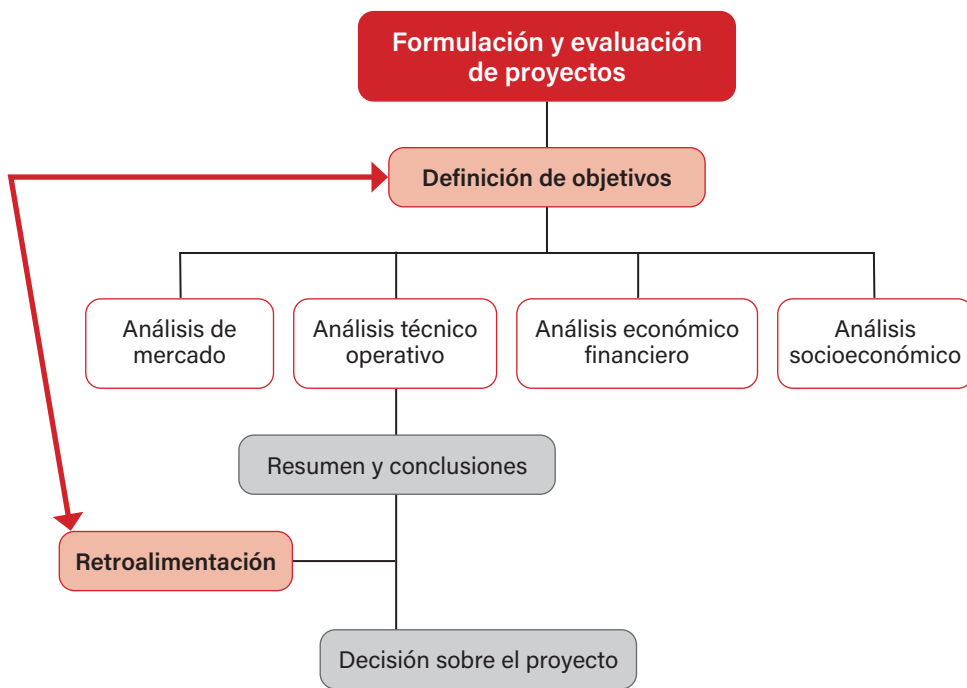 Formulación y evaluación
de proyectos
Definición de objetivos
Análisis de
mercado
Análisis técnico
operativo
Análisis económico
financiero
Análisis
socioeconómico
Resumen y conclusiones
Retroalimentación
Decisión sobre el proyecto